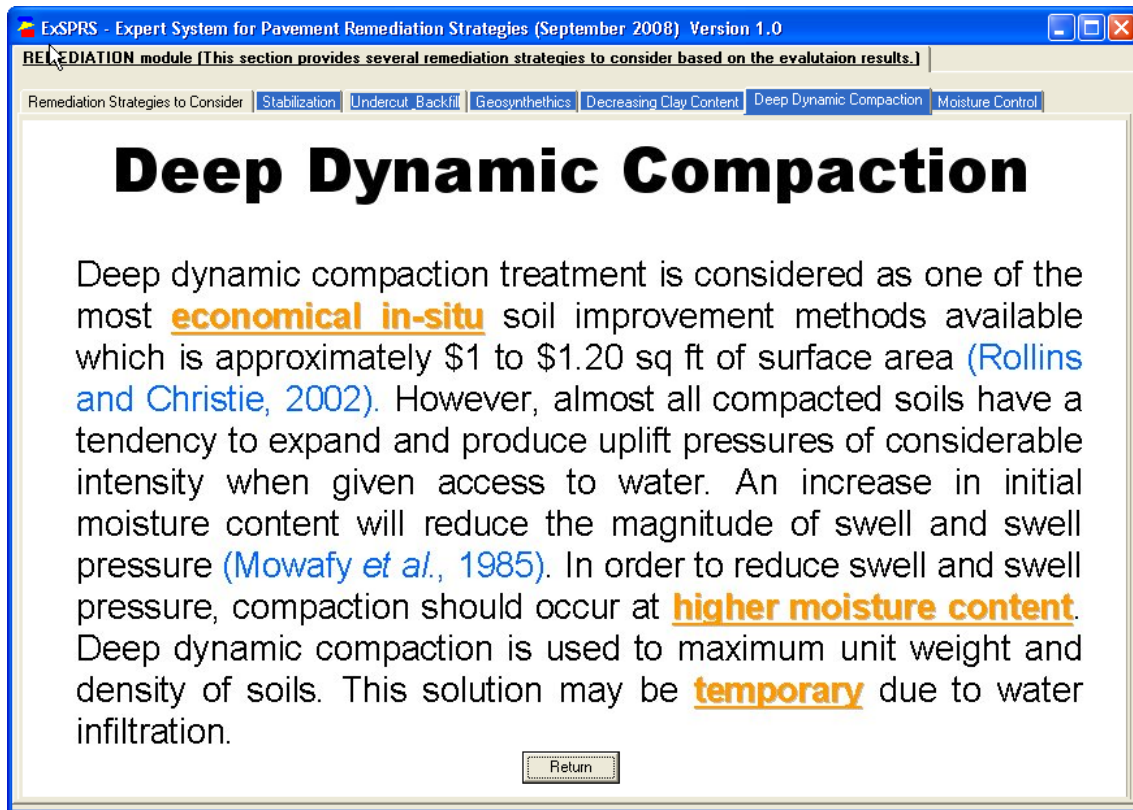 ExSPRS - Expert System for Pavement Remediation Strategies (September 2008) Version 1.0
REMEDIATION module (This section provides several remediation strategies to consider based on the evalutaion results.)
Remediation Strategies to Consider Stabilization Undercut_Backfill Geosynthethics Decreasing Clay Content Deep Dynamic Compaction Moisture Control
Deep Dynamic Compaction
Deep dynamic compaction treatment is considered as one of the
most economical in-situ soil improvement methods available
which is approximately $1 to $1.20 sq ft of surface area (Rollins
and Christie, 2002). However, almost all compacted soils have a
tendency to expand and produce uplift pressures of considerable
intensity when given access to water. An increase in initial
moisture content will reduce the magnitude of swell and swell
pressure (Mowafy et al., 1985). In order to reduce swell and swell
pressure, compaction should occur at higher moisture content.
Deep dynamic compaction is used to maximum unit weight and
density of soils. This solution may be temporary due to water
infiltration.
Return